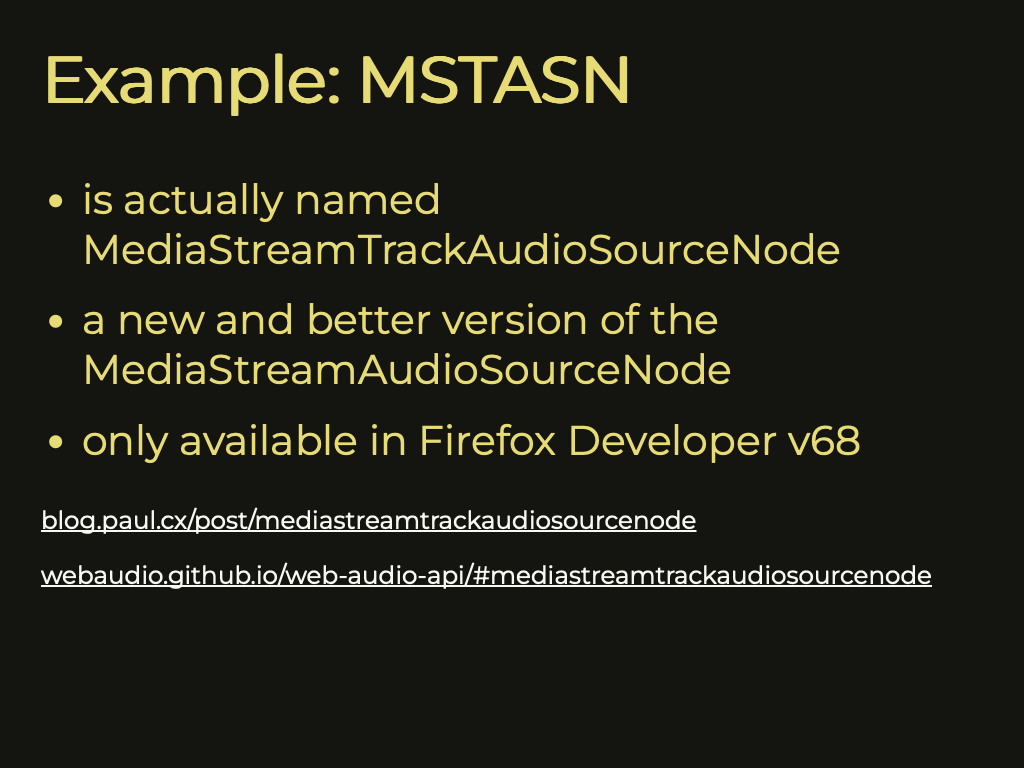 Example: MSTASN
• is actually named
MediaStreamTrackAudioSourceNode
• a new and better version of the
MediaStreamAudioSourceNode
• only available in Firefox Developer v68
blog.paul.cx/post/mediastreamtrackaudiosourcenode
webaudio.github.io/web-audio-api/#mediastreamtrackaudiosourcenode